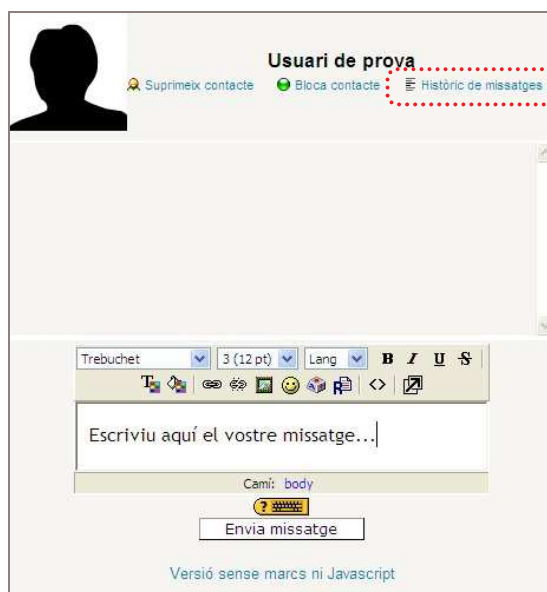 Usuari de prova
Suprimeix contacte Bloca contacte Històric de missatges
Trebuchet 3 (12 pt) Lang B I U S
Escriviu aquí el vostre missatge...
Camí: body
?
Envia missatge
Versió sense marcs ni Javascript